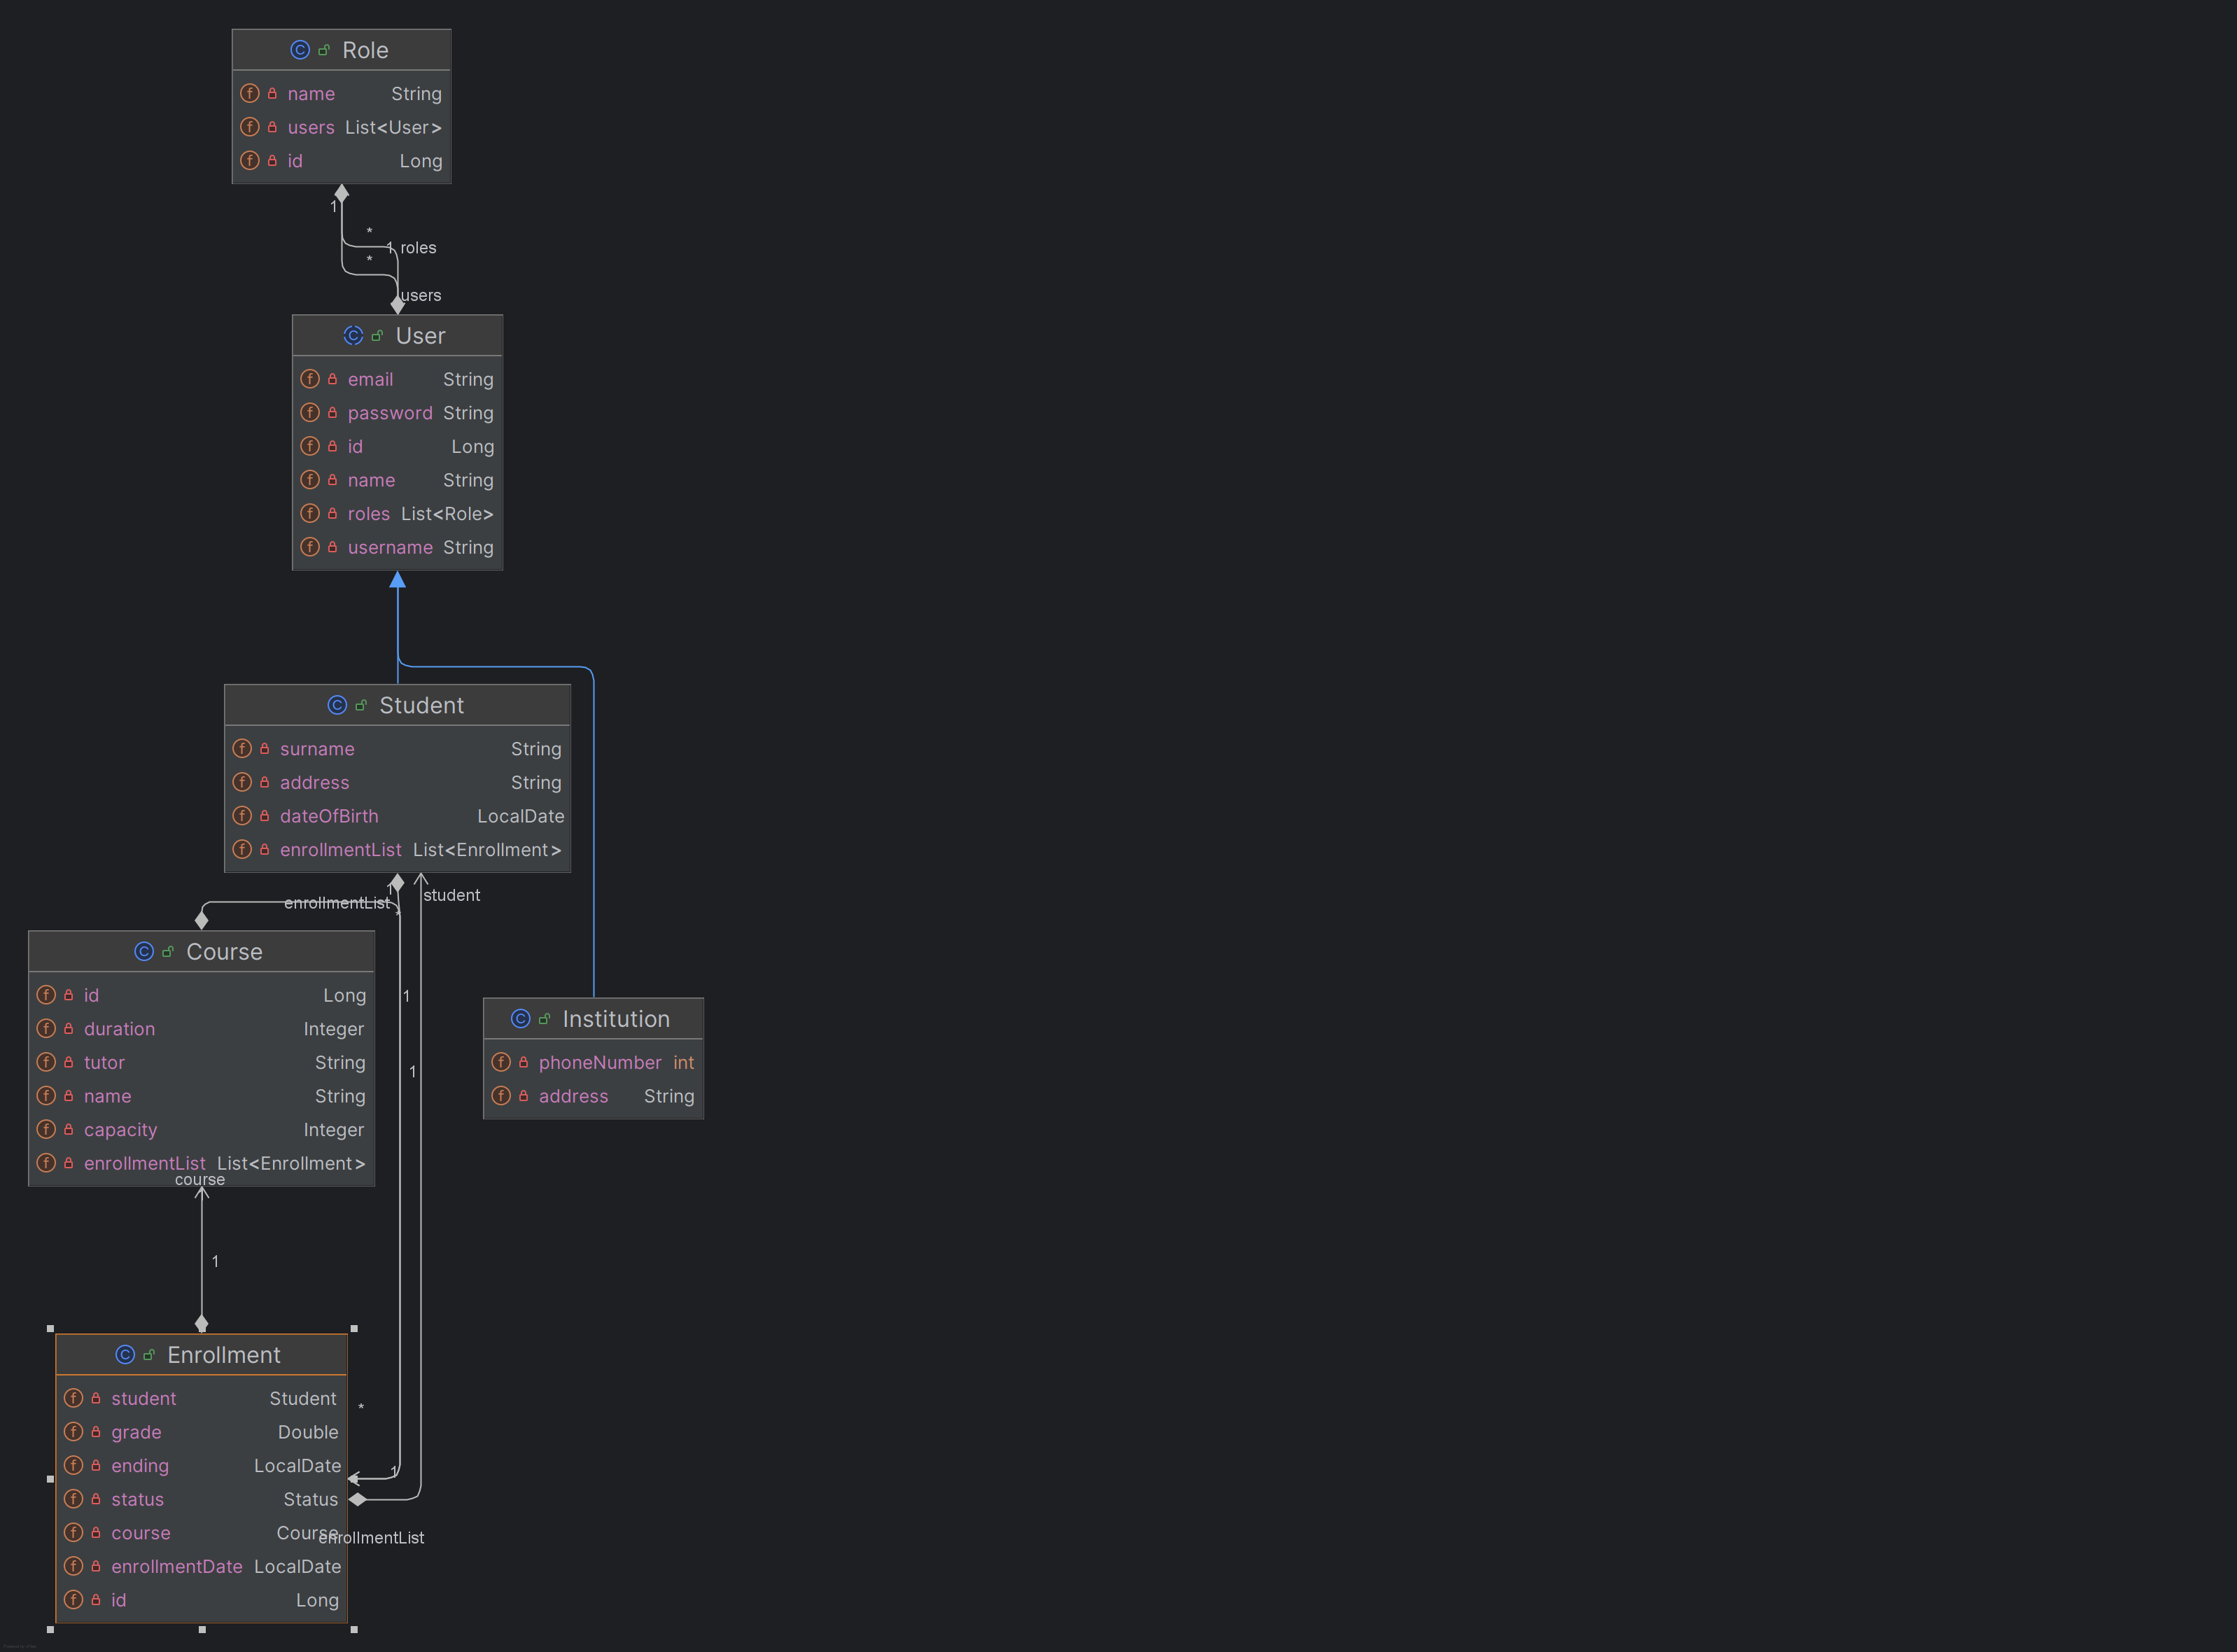 Role
name String
users List<User>
id Long
1
*
1 roles
*
users
User
email String
password String
id Long
name String
roles List<Role>
username String
Student
surname String
address String
dateOfBirth LocalDate
enrollmentList List<Enrollment>
1
student
enrollmentList
*
Course
id Long
duration Integer
tutor String
name String
capacity Integer
enrollmentList List<Enrollment>
course
1
1
Institution
phoneNumber int
address String
1
Enrollment
student Student
grade Double
ending LocalDate
status Status
course Course
enrollmentDate LocalDate
id Long
*
1
enrollmentList